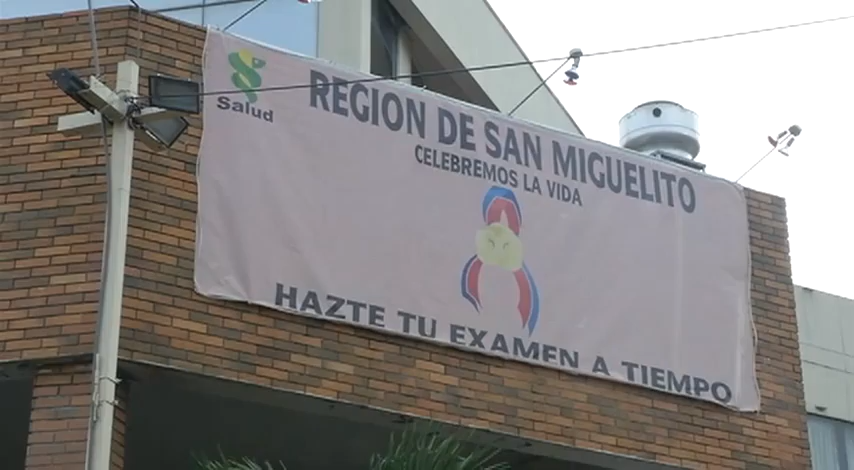 Salud
REGION DE SAN MIGUELITO
CELEBREMOS LA VIDA
HAZTE TU EXAMEN A TIEMPO